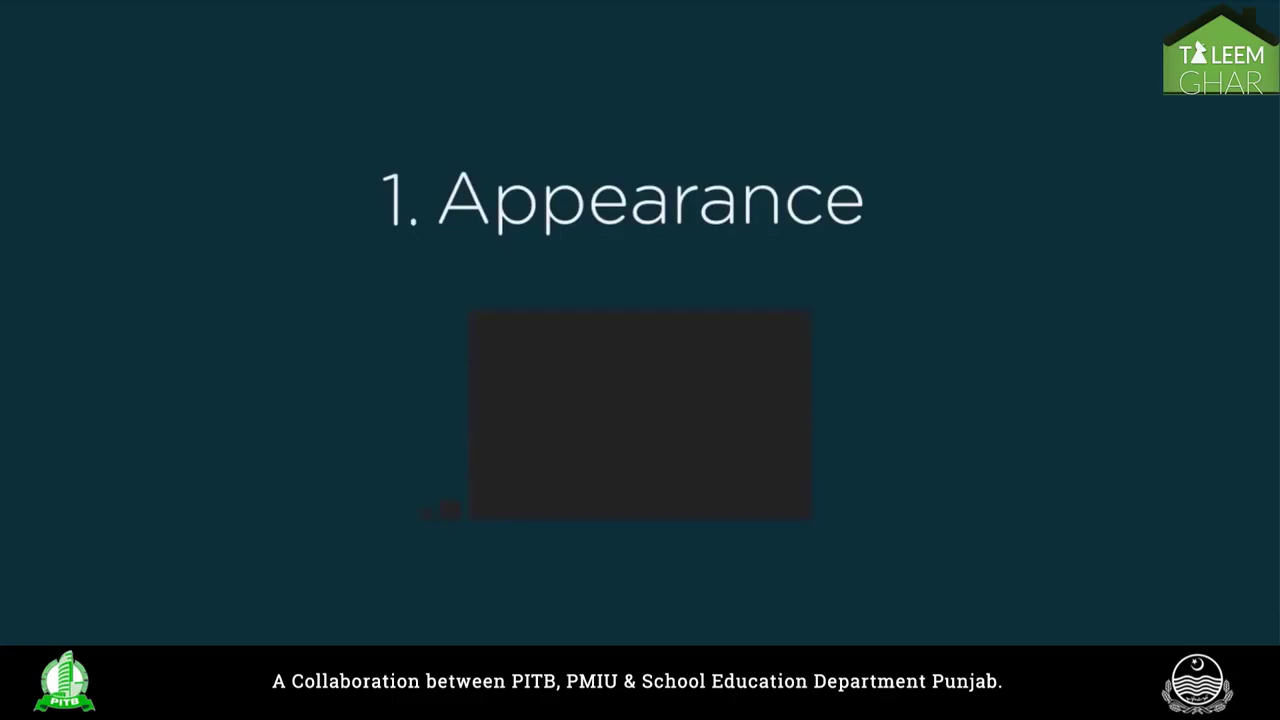 TALEEM
GHAR
1. Appearance
PITB
A Collaboration between PITB, PMIU & School Education Department Punjab.